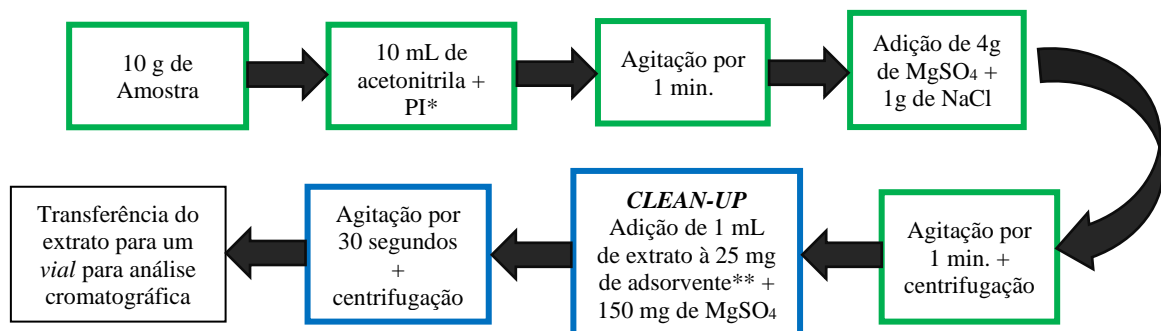 10 g de
Amostra
10 mL de
acetonitrila +
PI*
Agitação por
1 min.
Adição de 4g
de MgSO₄ +
1g de NaCl
Agitação por
1 min. +
centrifugação
CLEAN-UP
Adição de 1 mL
de extrato à 25 mg
de adsorvente** +
150 mg de MgSO₄
Agitação por
30 segundos
+
centrifugação
Transferência do
extrato para um
vial para análise
cromatográfica